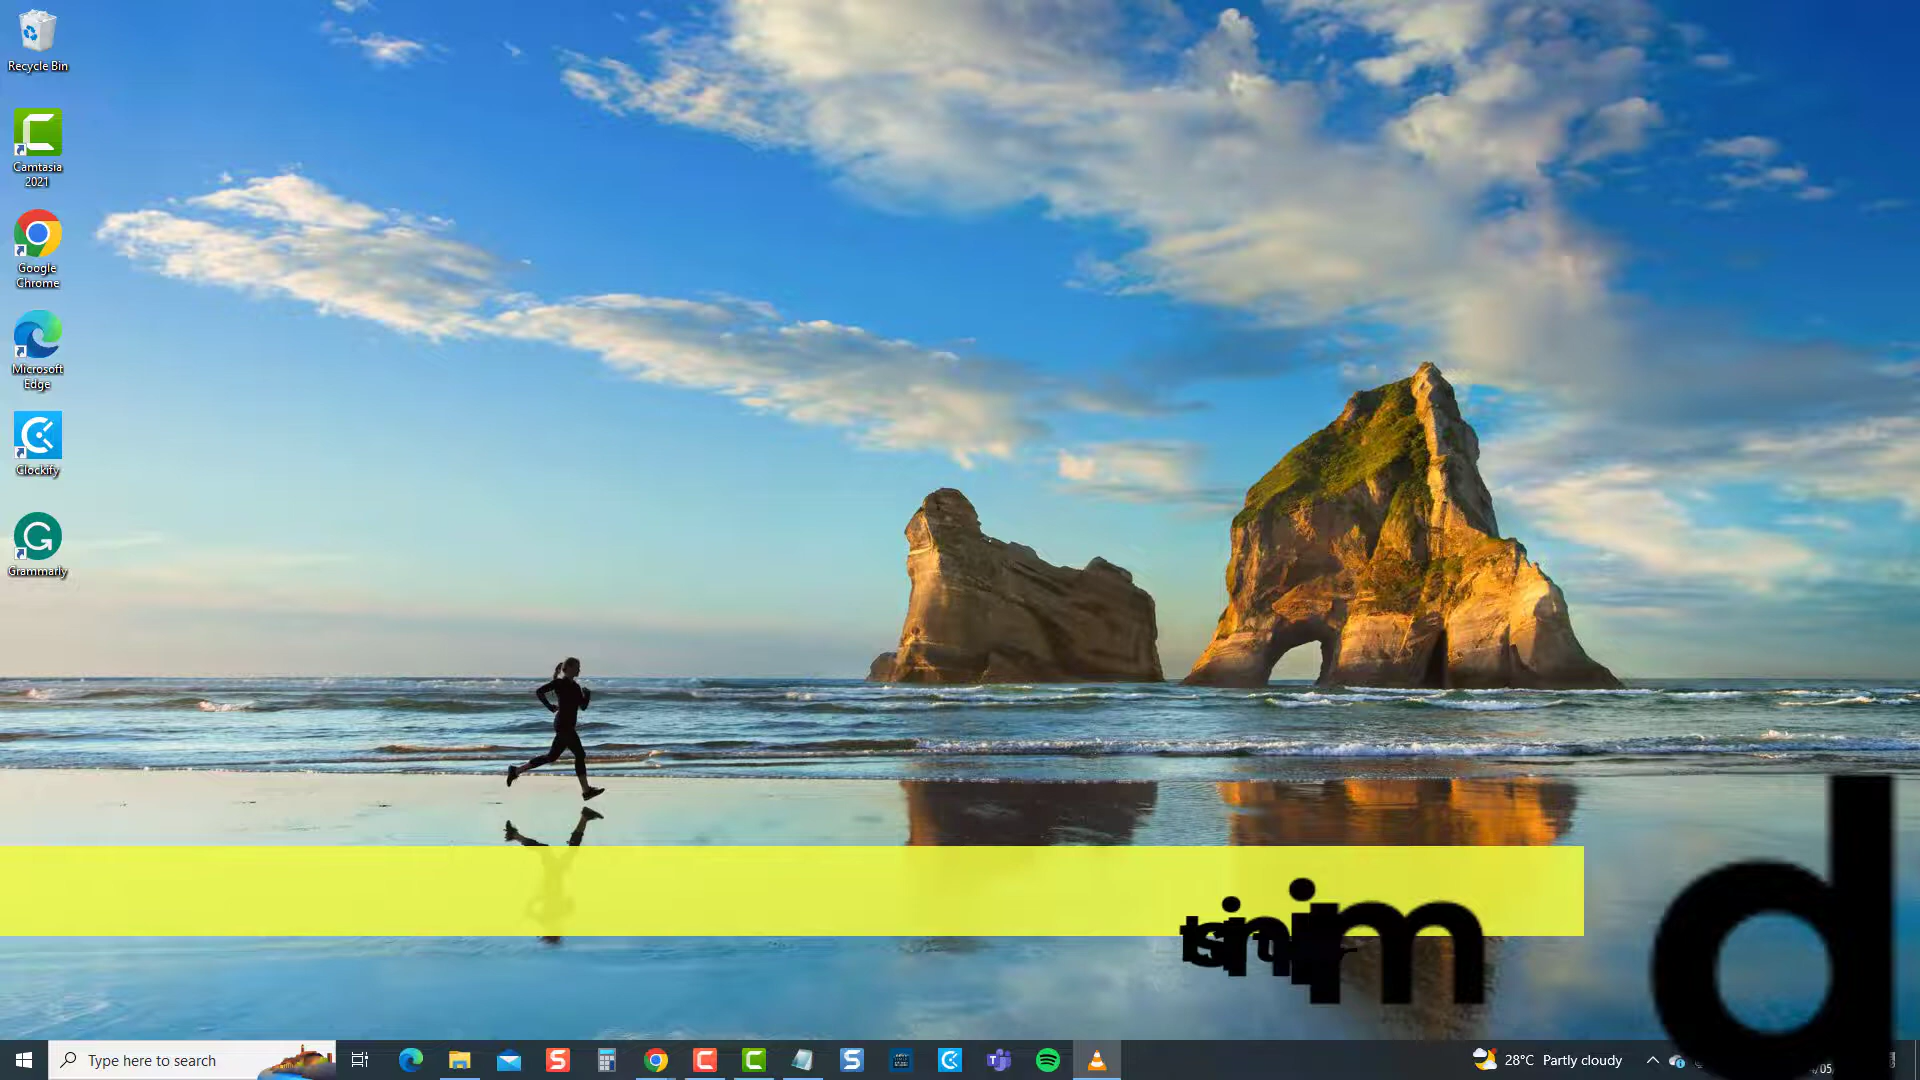 Recycle Bin
Camtasia
2021
Google
Chrome
Microsoft
Edge
Clockify
Grammarly
d
Type here to search
28°C Partly cloudy